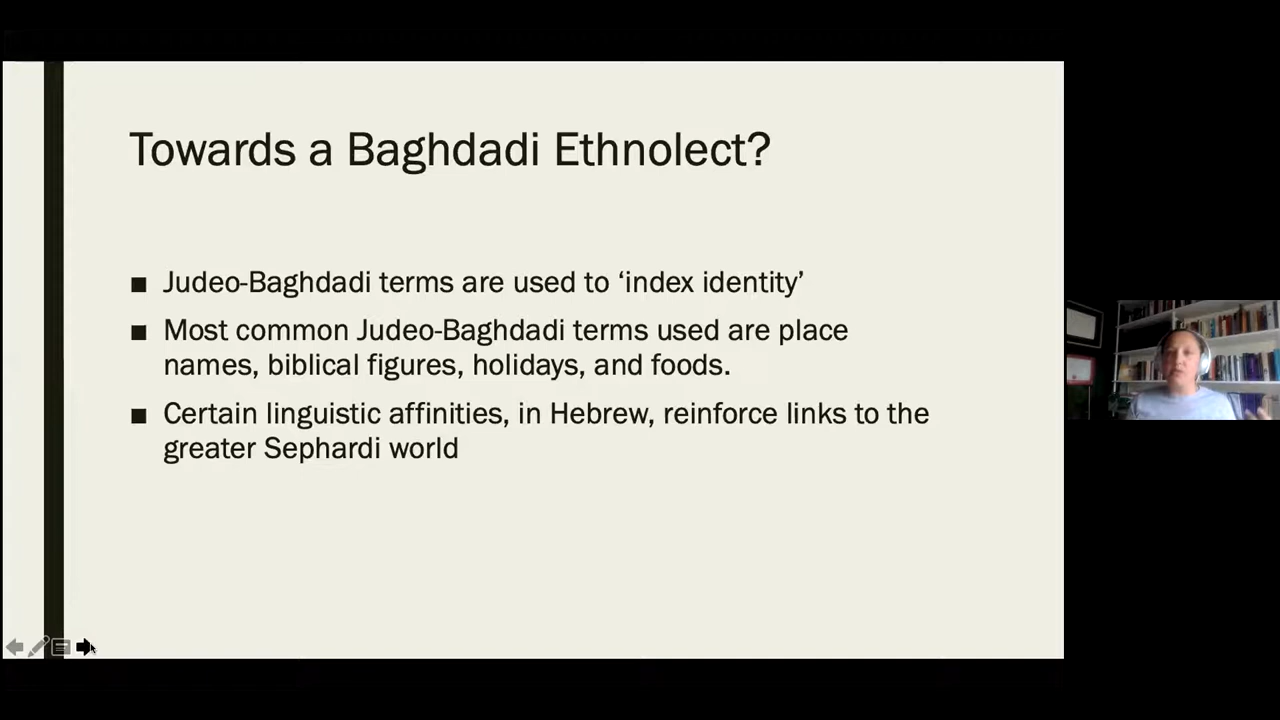 Towards a Baghdadi Ethnolect?
■ Judeo-Baghdadi terms are used to ‘index identity’
■ Most common Judeo-Baghdadi terms used are place
names, biblical figures, holidays, and foods.
■ Certain linguistic affinities, in Hebrew, reinforce links to the
greater Sephardi world